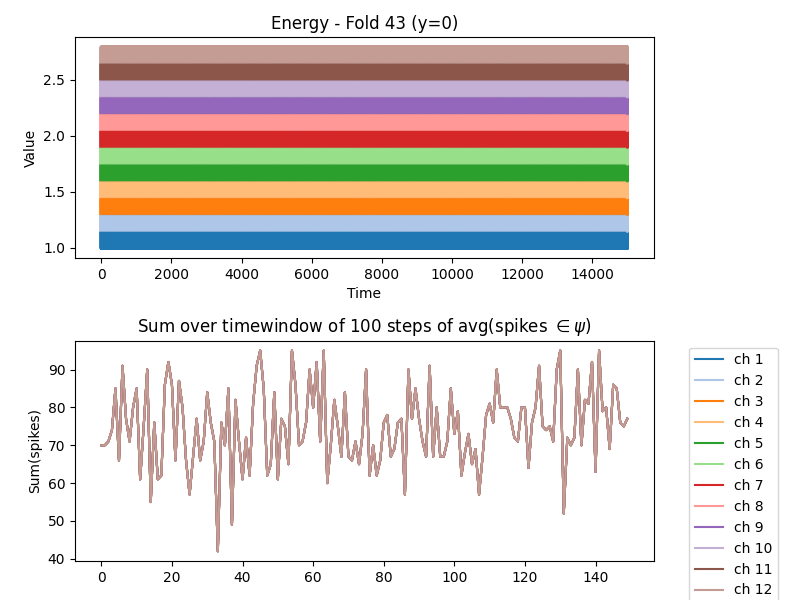 Energy - Fold 43 (y=0)
Value
2.5
2.0
1.5
1.0
0 2000 4000 6000 8000 10000 12000 14000
Time
Sum over timewindow of 100 steps of avg(spikes ∈ ψ)
Sum(spikes)
90
80
70
60
50
40
0 20 40 60 80 100 120 140
ch 1
ch 2
ch 3
ch 4
ch 5
ch 6
ch 7
ch 8
ch 9
ch 10
ch 11
ch 12